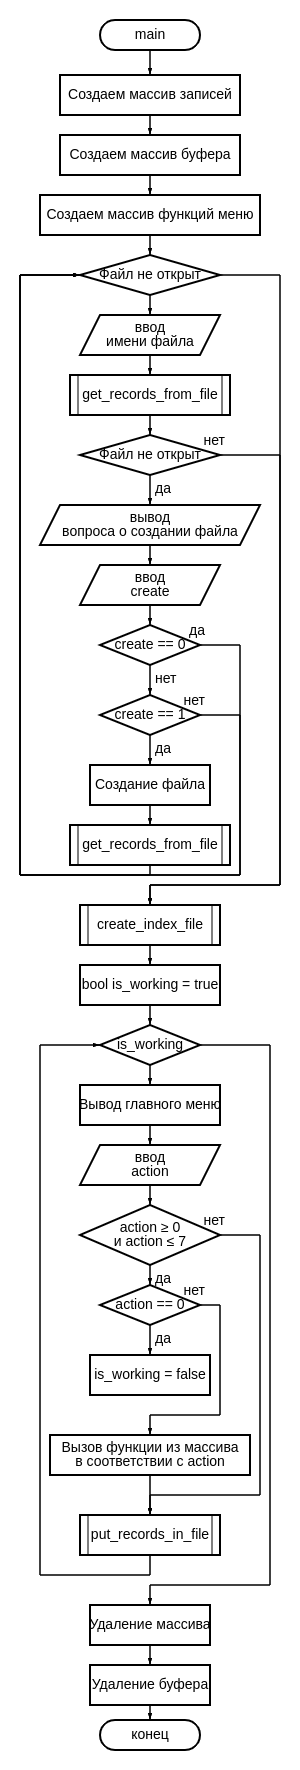 main
Создаем массив записей
Создаем массив буфера
Создаем массив функций меню
Файл не открыт
ввод
имени файла
get_records_from_file
Файл не открыт
нет
да
вывод
вопроса о создании файла
ввод
create
create == 0
да
нет
create == 1
нет
да
Создание файла
get_records_from_file
create_index_file
bool is_working = true
is_working
Вывод главного меню
ввод
action
action ≥ 0
и action ≤ 7
нет
да
action == 0
нет
да
is_working = false
Вызов функции из массива
в соответствии с action
put_records_in_file
Удаление массива
Удаление буфера
конец